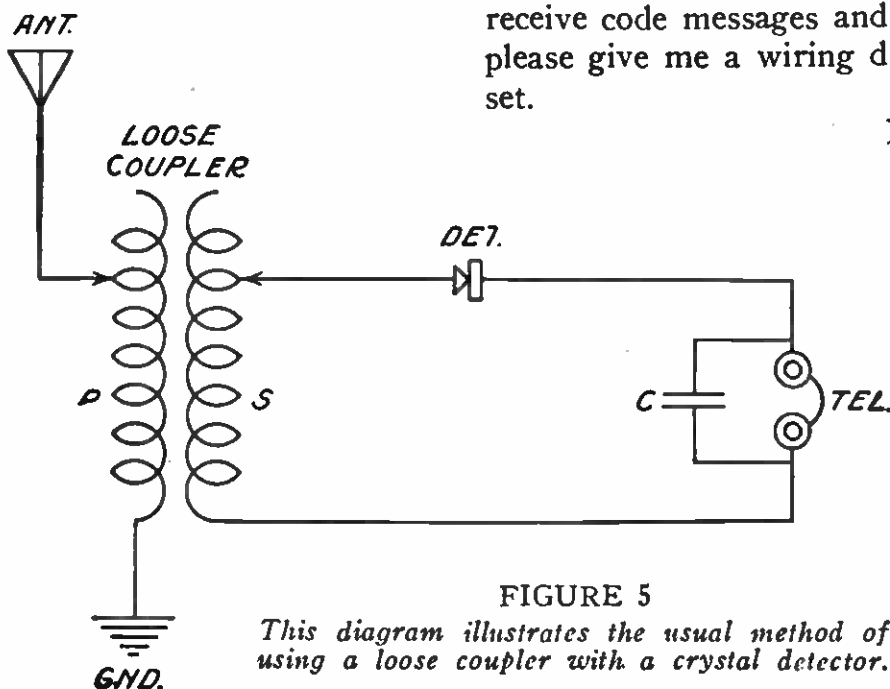 receive code messages and
please give me a wiring d
set.
ANT.
LOOSE
COUPLER
DET.
P
S
C
TEL.
GND.
FIGURE 5
This diagram illustrates the usual method of
using a loose coupler with a crystal detector.